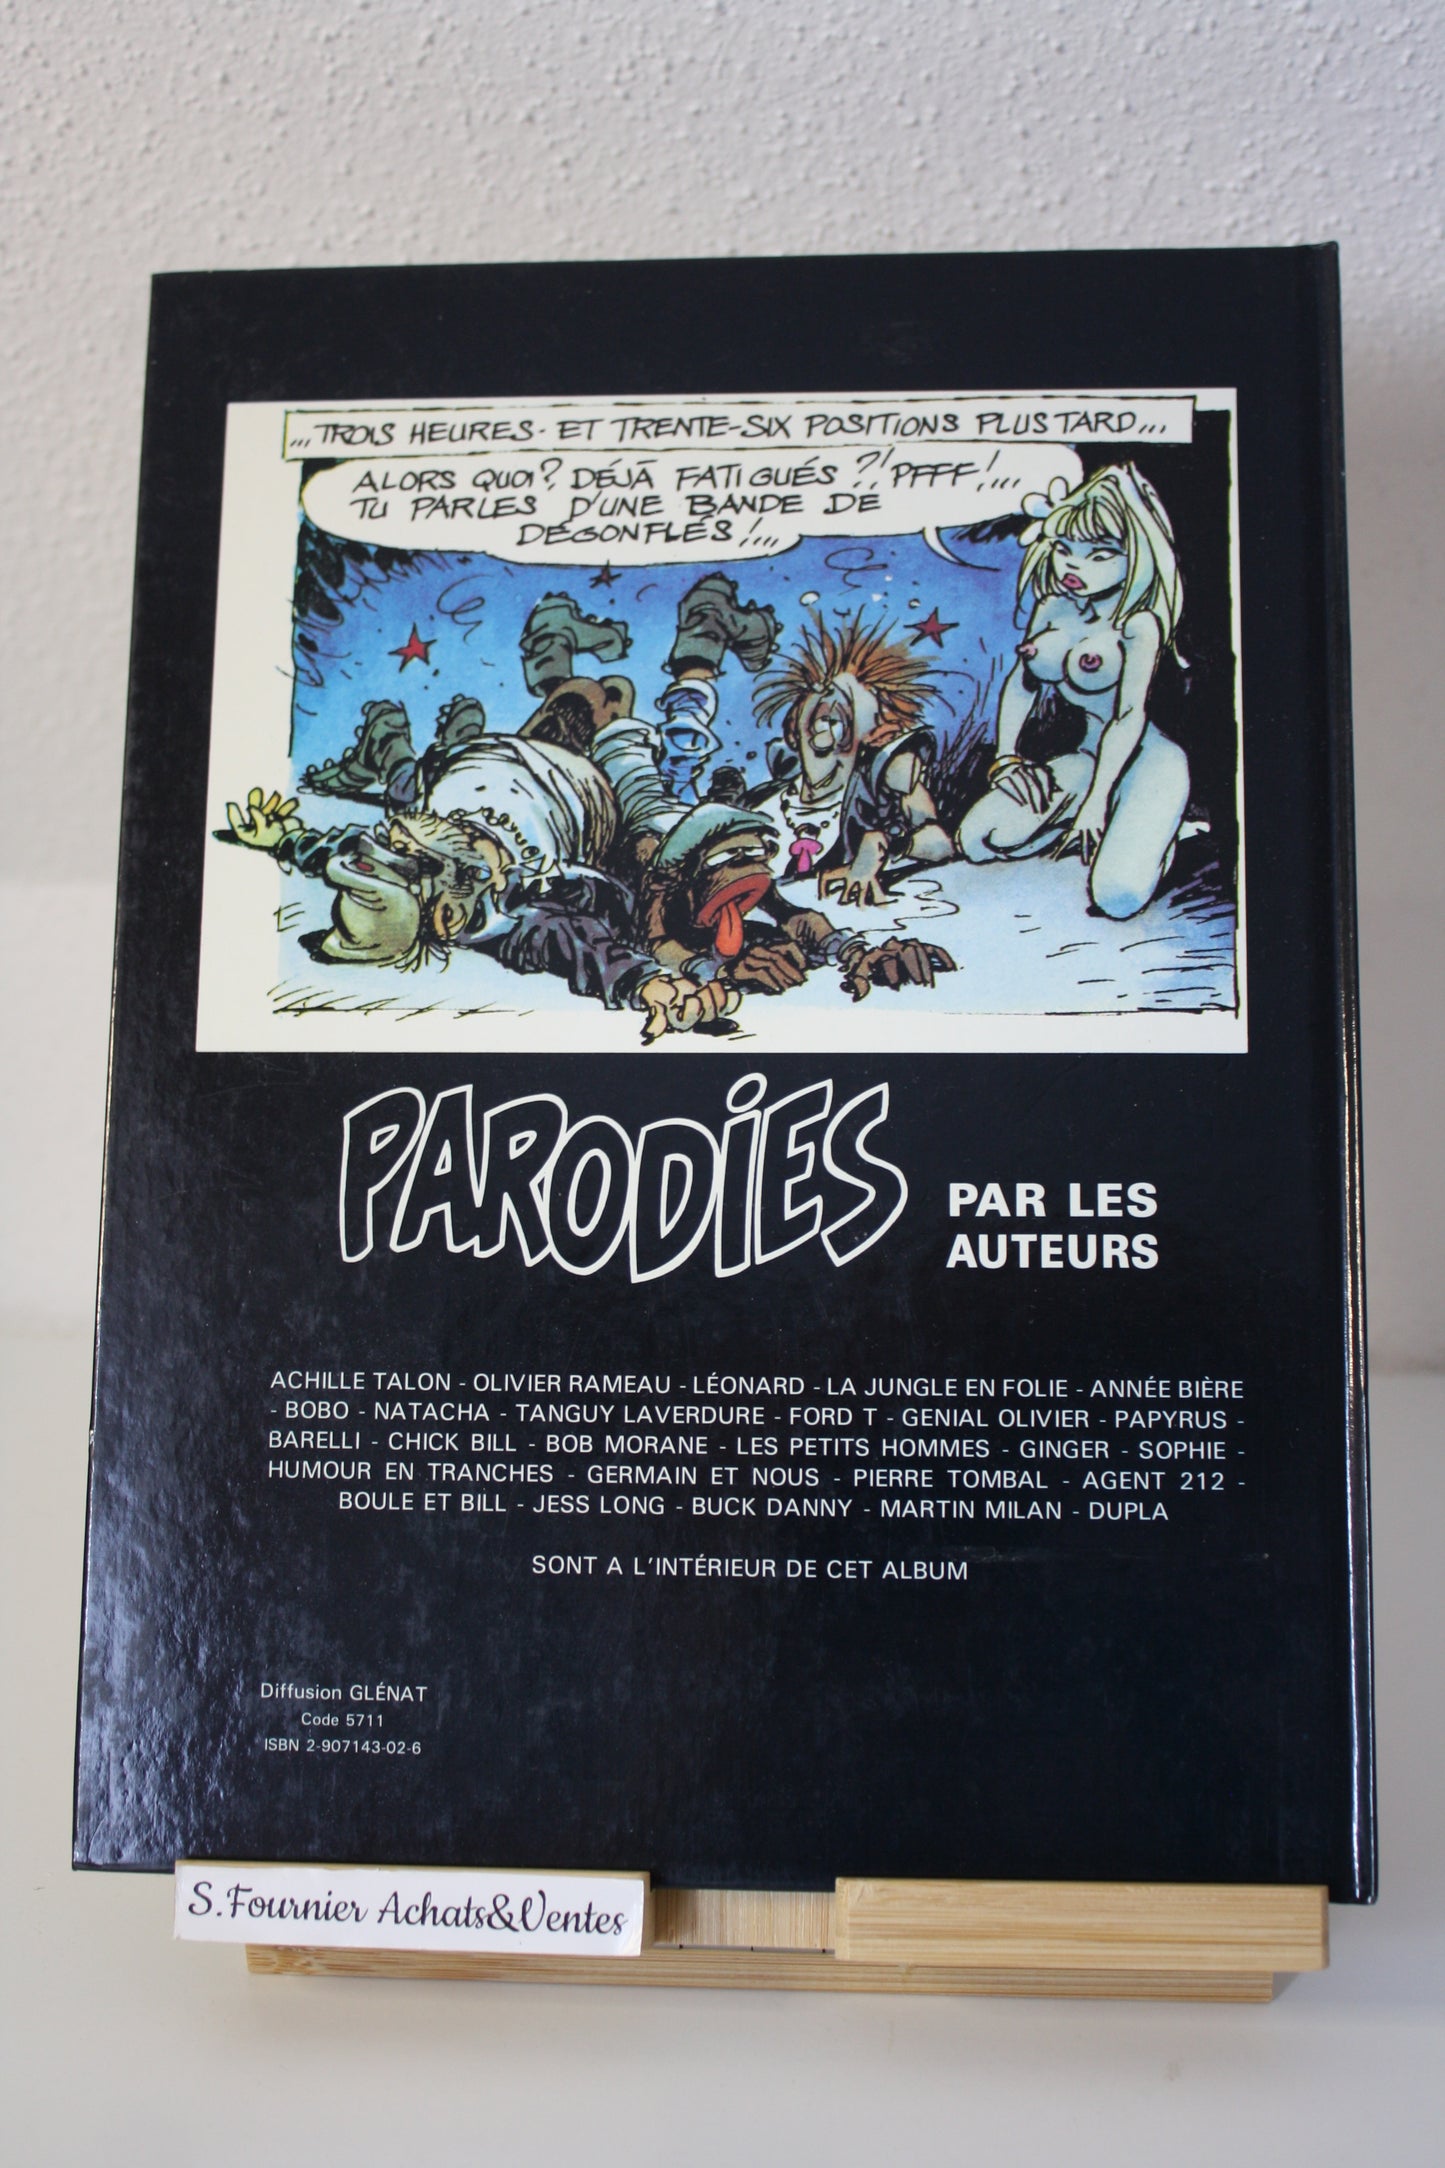 ...TROIS HEURES - ET TRENTE-SIX POSITIONS PLUS TARD...
ALORS QUOI? DÉJÀ FATIGUÉS ?! PFFF!...
TU PARLES D'UNE BANDE DE
DÉGONFLÉS !...
PARODIES
PAR LES
AUTEURS
ACHILLE TALON - OLIVIER RAMEAU - LÉONARD - LA JUNGLE EN FOLIE - ANNÉE BIÈRE
- BOBO - NATACHA - TANGUY LAVERDURE - FORD T - GENIAL OLIVIER - PAPYRUS -
BARELLI - CHICK BILL - BOB MORANE - LES PETITS HOMMES - GINGER - SOPHIE -
HUMOUR EN TRANCHES - GERMAIN ET NOUS - PIERRE TOMBAL - AGENT 212 -
BOULE ET BILL - JESS LONG - BUCK DANNY - MARTIN MILAN - DUPLA
SONT A L'INTÉRIEUR DE CET ALBUM
Diffusion GLÉNAT
Code 5711
ISBN 2-907143-02-6
S.Fournier Achats&Ventes